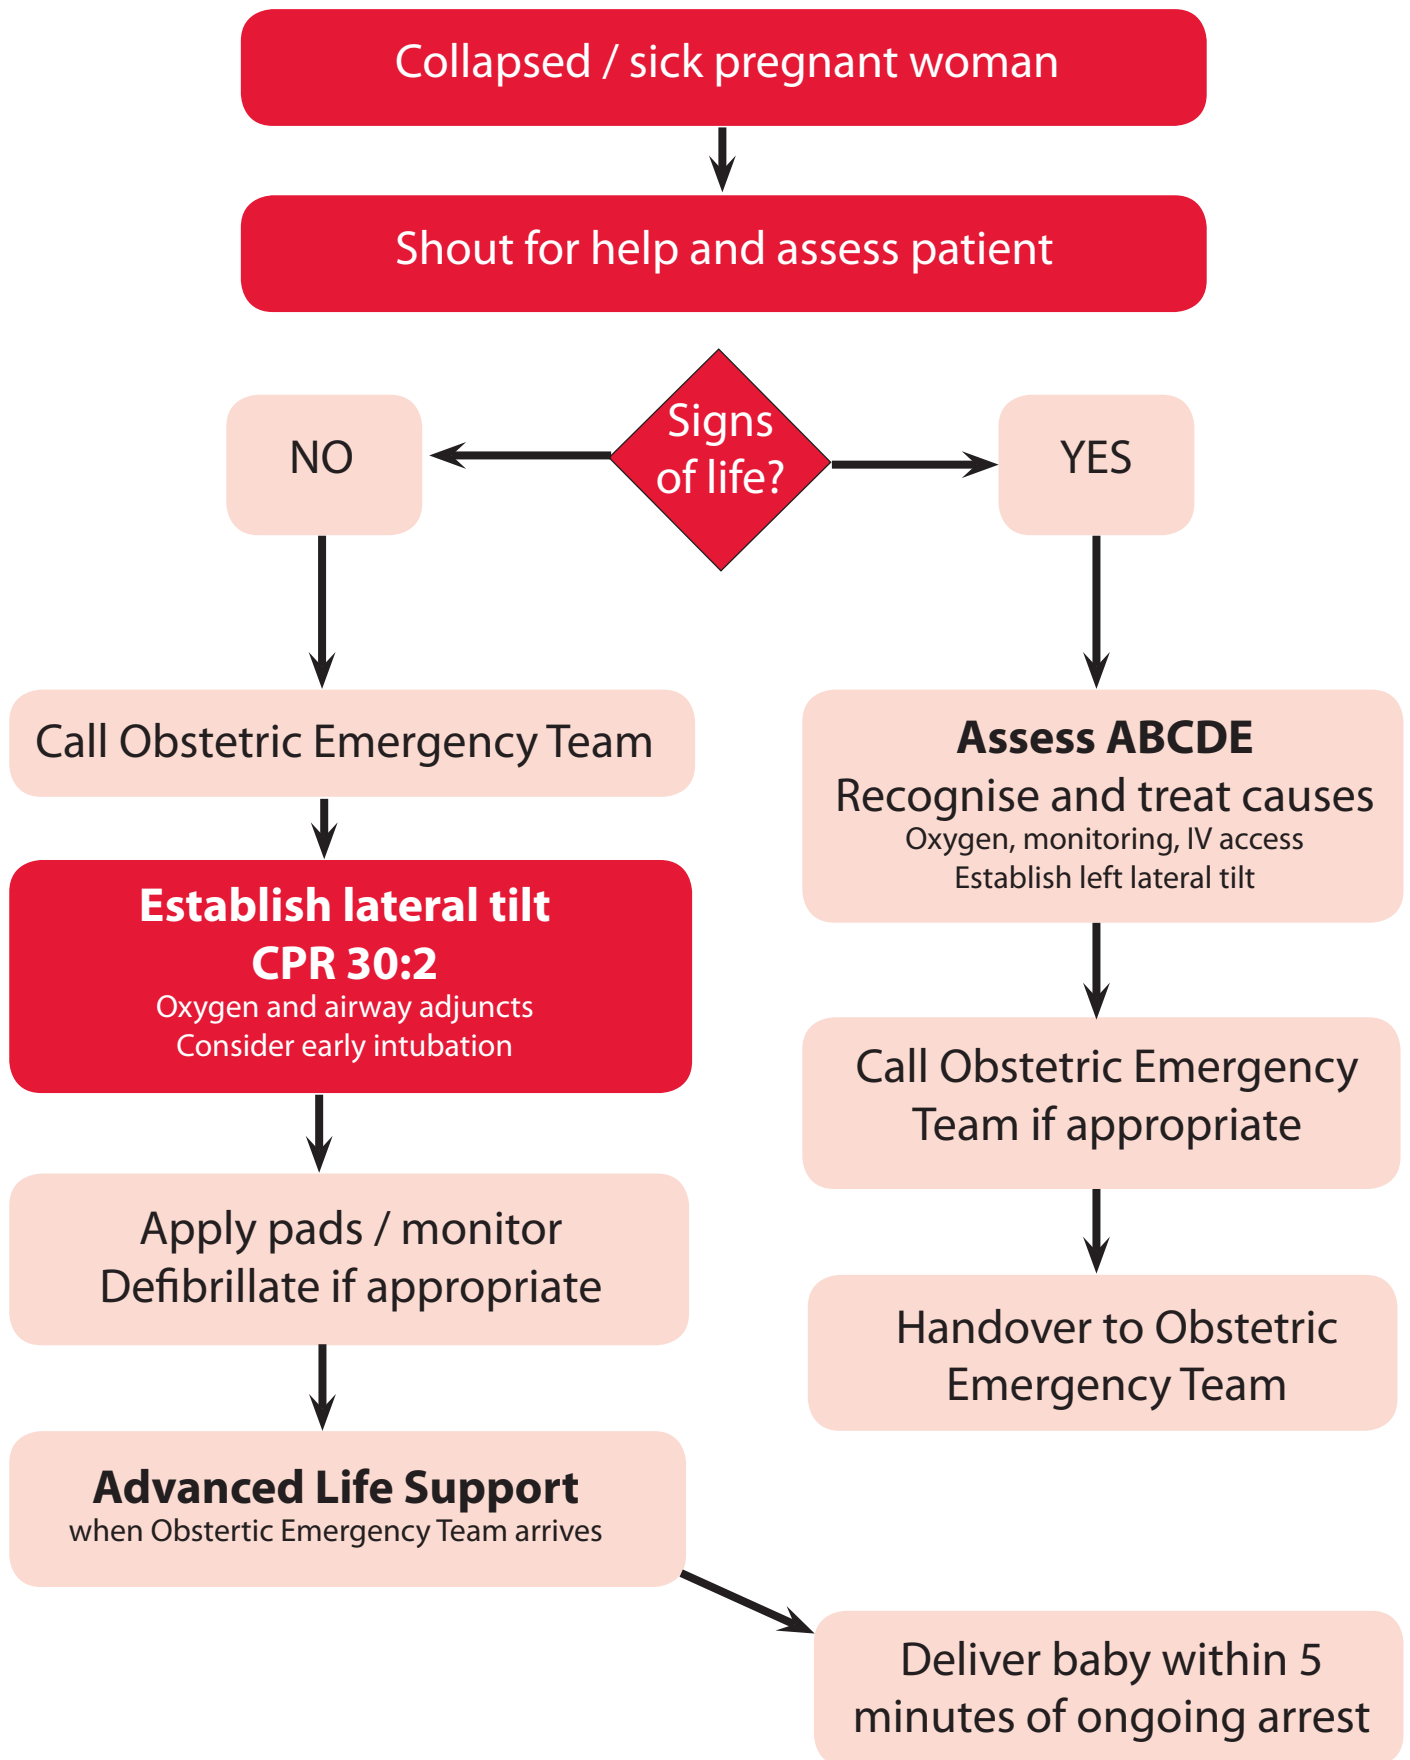 Collapsed / sick pregnant woman
Shout for help and assess patient
Signs
of life?
NO
YES
Call Obstetric Emergency Team
Establish lateral tilt
CPR 30:2
Oxygen and airway adjuncts
Consider early intubation
Apply pads / monitor
Defibrillate if appropriate
Advanced Life Support
when Obstertic Emergency Team arrives
Assess ABCDE
Recognise and treat causes
Oxygen, monitoring, IV access
Establish left lateral tilt
Call Obstetric Emergency
Team if appropriate
Handover to Obstetric
Emergency Team
Deliver baby within 5
minutes of ongoing arrest